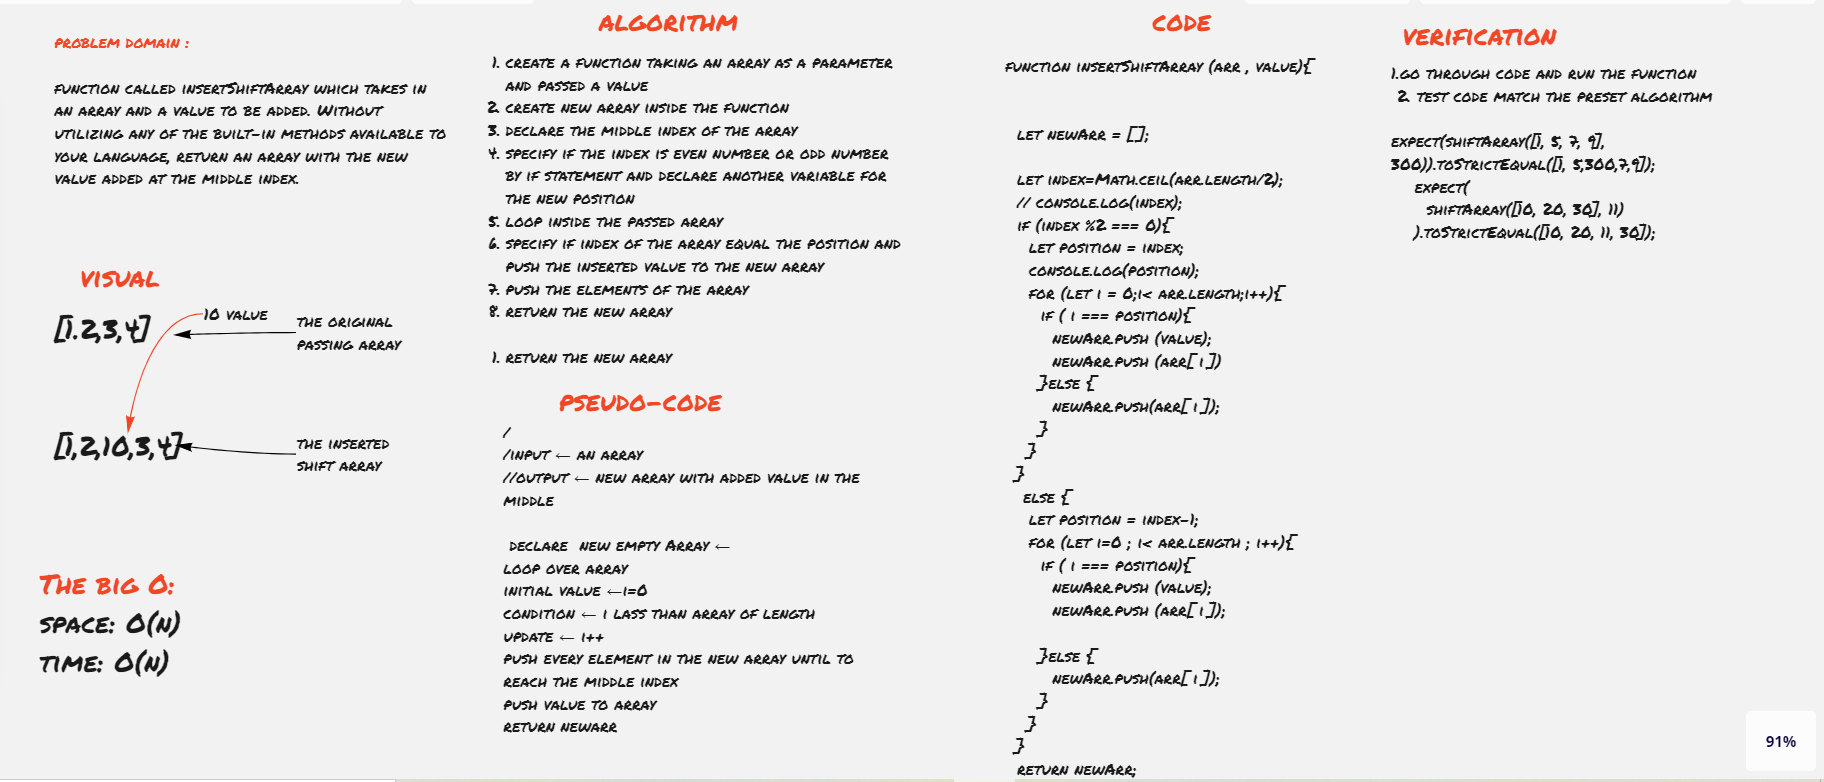 PROBLEM DOMAIN :
FUNCTION CALLED INSERTSHIFTARRAY WHICH TAKES IN
AN ARRAY AND A VALUE TO BE ADDED. WITHOUT
UTILIZING ANY OF THE BUILT-IN METHODS AVAILABLE TO
YOUR LANGUAGE, RETURN AN ARRAY WITH THE NEW
VALUE ADDED AT THE MIDDLE INDEX.
VISUAL
[1.2,3,4]
10 VALUE
THE ORIGINAL
PASSING ARRAY
[1,2,10,3,4]
THE INSERTED
SHIFT ARRAY
THE BIG O:
SPACE: O(N)
TIME: O(N)
ALGORITHM
1. CREATE A FUNCTION TAKING AN ARRAY AS A PARAMETER
AND PASSED A VALUE
2. CREATE NEW ARRAY INSIDE THE FUNCTION
3. DECLARE THE MIDDLE INDEX OF THE ARRAY
4. SPECIFY IF THE INDEX IS EVEN NUMBER OR ODD NUMBER
BY IF STATEMENT AND DECLARE ANOTHER VARIABLE FOR
THE NEW POSITION
5. LOOP INSIDE THE PASSED ARRAY
6. SPECIFY IF INDEX OF THE ARRAY EQUAL THE POSITION AND
PUSH THE INSERTED VALUE TO THE NEW ARRAY
7. PUSH THE ELEMENTS OF THE ARRAY
8. RETURN THE NEW ARRAY
1. RETURN THE NEW ARRAY
PSEUDO-CODE
/
/INPUT ← AN ARRAY
//OUTPUT ← NEW ARRAY WITH ADDED VALUE IN THE
MIDDLE
DECLARE NEW EMPTY ARRAY ←
LOOP OVER ARRAY
INITIAL VALUE ←I=0
CONDITION ← I LASS THAN ARRAY OF LENGTH
UPDATE ← I++
PUSH EVERY ELEMENT IN THE NEW ARRAY UNTIL TO
REACH THE MIDDLE INDEX
PUSH VALUE TO ARRAY
RETURN NEWARR
CODE
FUNCTION INSERTSHIFTARRAY (ARR , VALUE){
LET NEWARR = [];
LET INDEX=MATH.CEIL(ARR.LENGTH/2);
// CONSOLE.LOG(INDEX);
IF (INDEX %2 === 0){
LET POSITION = INDEX;
CONSOLE.LOG(POSITION);
FOR (LET I = 0;I< ARR.LENGTH;I++){
IF ( I === POSITION){
NEWARR.PUSH (VALUE);
NEWARR.PUSH (ARR[ I ])
}ELSE {
NEWARR.PUSH(ARR[ I ]);
}
}
}
ELSE {
LET POSITION = INDEX-1;
FOR (LET I=0 ; I< ARR.LENGTH ; I++){
IF ( I === POSITION){
NEWARR.PUSH (VALUE);
NEWARR.PUSH (ARR[ I ]);
}ELSE {
NEWARR.PUSH(ARR[ I ]);
}
}
}
RETURN NEWARR;
VERIFICATION
1.GO THROUGH CODE AND RUN THE FUNCTION
2. TEST CODE MATCH THE PRESET ALGORITHM
EXPECT(SHIFTARRAY([1, 5, 7, 9],
300)).TOSTRICTEQUAL([1, 5,300,7,9]);
EXPECT(
SHIFTARRAY([10, 20, 30], 11)
).TOSTRICTEQUAL([10, 20, 11, 30]);
91%